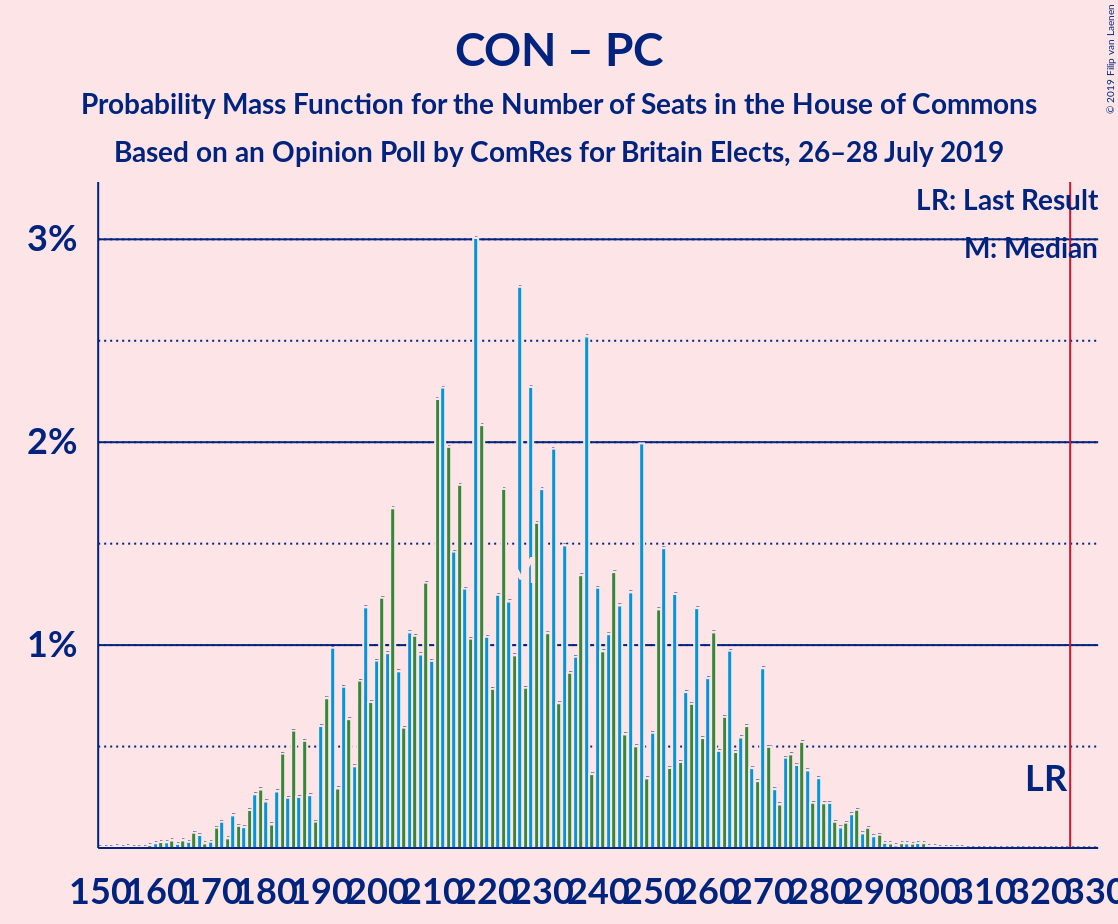 CON – PC
Probability Mass Function for the Number of Seats in the House of Commons
Based on an Opinion Poll by ComRes for Britain Elects, 26–28 July 2019
© 2019 Filip van Laenen
LR: Last Result
M: Median
3%
2%
1%
LR
150 160 170 180 190 200 210 220 230 240 250 260 270 280 290 300 310 320 330